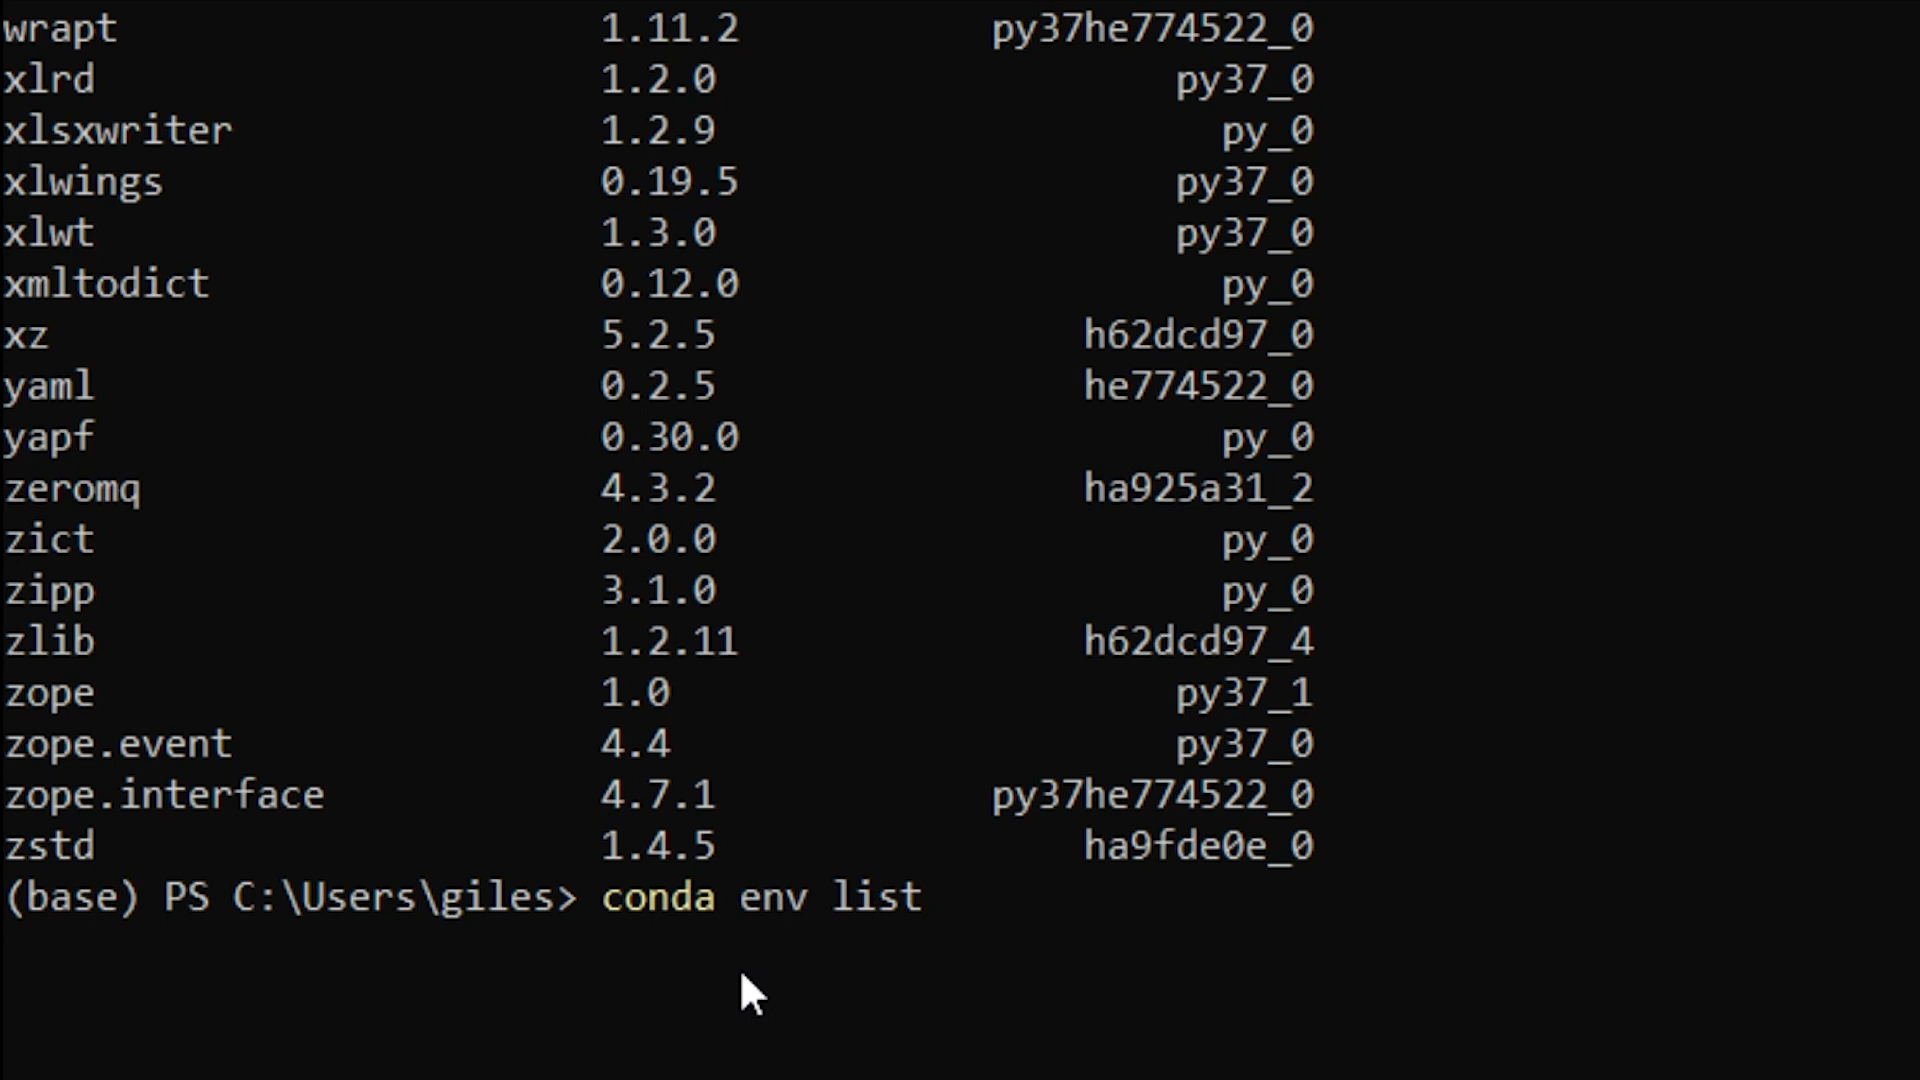 wrapt 1.11.2 py37he774522_0
xlrd 1.2.0 py37_0
xlsxwriter 1.2.9 py_0
xlwings 0.19.5 py37_0
xlwt 1.3.0 py37_0
xmltodict 0.12.0 py_0
xz 5.2.5 h62dcd97_0
yaml 0.2.5 he774522_0
yapf 0.30.0 py_0
zeromq 4.3.2 ha925a31_2
zict 2.0.0 py_0
zipp 3.1.0 py_0
zlib 1.2.11 h62dcd97_4
zope 1.0 py37_1
zope.event 4.4 py37_0
zope.interface 4.7.1 py37he774522_0
zstd 1.4.5 ha9fde0e_0
(base) PS C:\Users\giles> conda env list